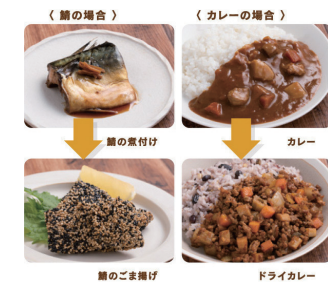 〈 鯖の場合 〉
〈 カレーの場合 〉
鯖の煮付け
カレー
鯖のごま揚げ
ドライカレー